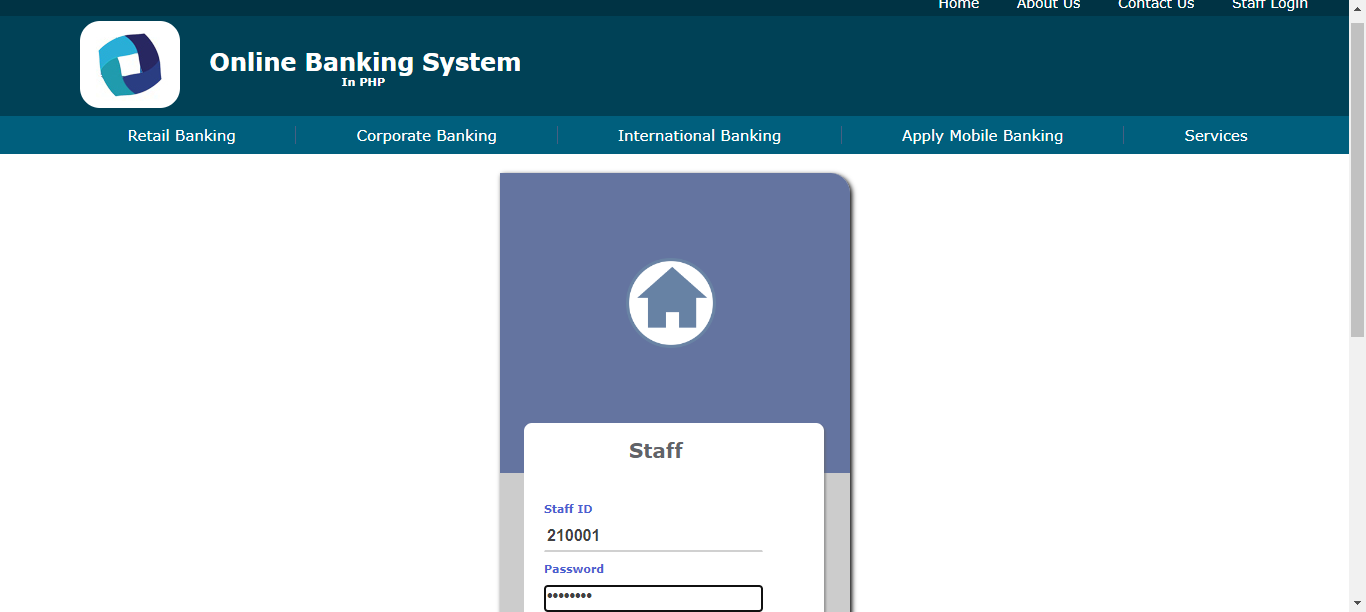 Home About Us Contact Us Staff Login
Online Banking System
In PHP
Retail Banking Corporate Banking International Banking Apply Mobile Banking Services
Staff
Staff ID
210001
Password
••••••••